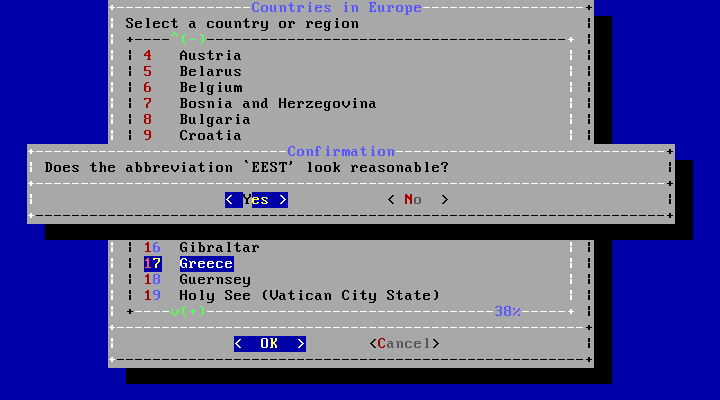 Countries in Europe
Select a country or region
^(-)
4 Austria
5 Belarus
6 Belgium
7 Bosnia and Herzegovina
8 Bulgaria
9 Croatia
Confirmation
Does the abbreviation `EEST' look reasonable?
< Yes > < No >
16 Gibraltar
17 Greece
18 Guernsey
19 Holy See (Vatican City State)
v(+) 38%
< OK > <Cancel>